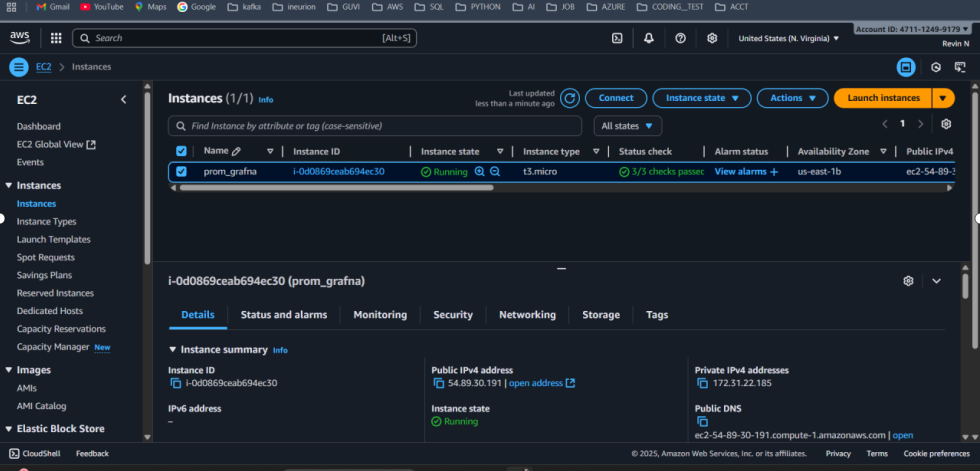 Gmail YouTube Maps Google kafka ineurion GUVI AWS SQL PYTHON AI JOB AZURE CODING_TEST ACCT
aws Search [Alt+S] United States (N. Virginia) Account ID: 4711-1249-9179
Revin N
EC2 > Instances
EC2
Dashboard
EC2 Global View
Events
Instances
Instances
Instance Types
Launch Templates
Spot Requests
Savings Plans
Reserved Instances
Dedicated Hosts
Capacity Reservations
Capacity Manager New
Images
AMIs
AMI Catalog
Elastic Block Store
Instances (1/1) Info
Last updated
less than a minute ago
Connect Instance state Actions Launch instances
Find Instance by attribute or tag (case-sensitive) All states
1
Name Instance ID Instance state Instance type Status check Alarm status Availability Zone Public IPv4
prom_grafna i-0d0869ceab694ec30 Running t3.micro 3/3 checks passec View alarms + us-east-1b ec2-54-89-3
i-0d0869ceab694ec30 (prom_grafna)
Details Status and alarms Monitoring Security Networking Storage Tags
Instance summary Info
Instance ID
i-0d0869ceab694ec30
Public IPv4 address
54.89.30.191 | open address
Private IPv4 addresses
172.31.22.185
IPv6 address
–
Instance state
Running
Public DNS
ec2-54-89-30-191.compute-1.amazonaws.com | open
CloudShell Feedback © 2025, Amazon Web Services, Inc. or its affiliates. Privacy Terms Cookie preferences